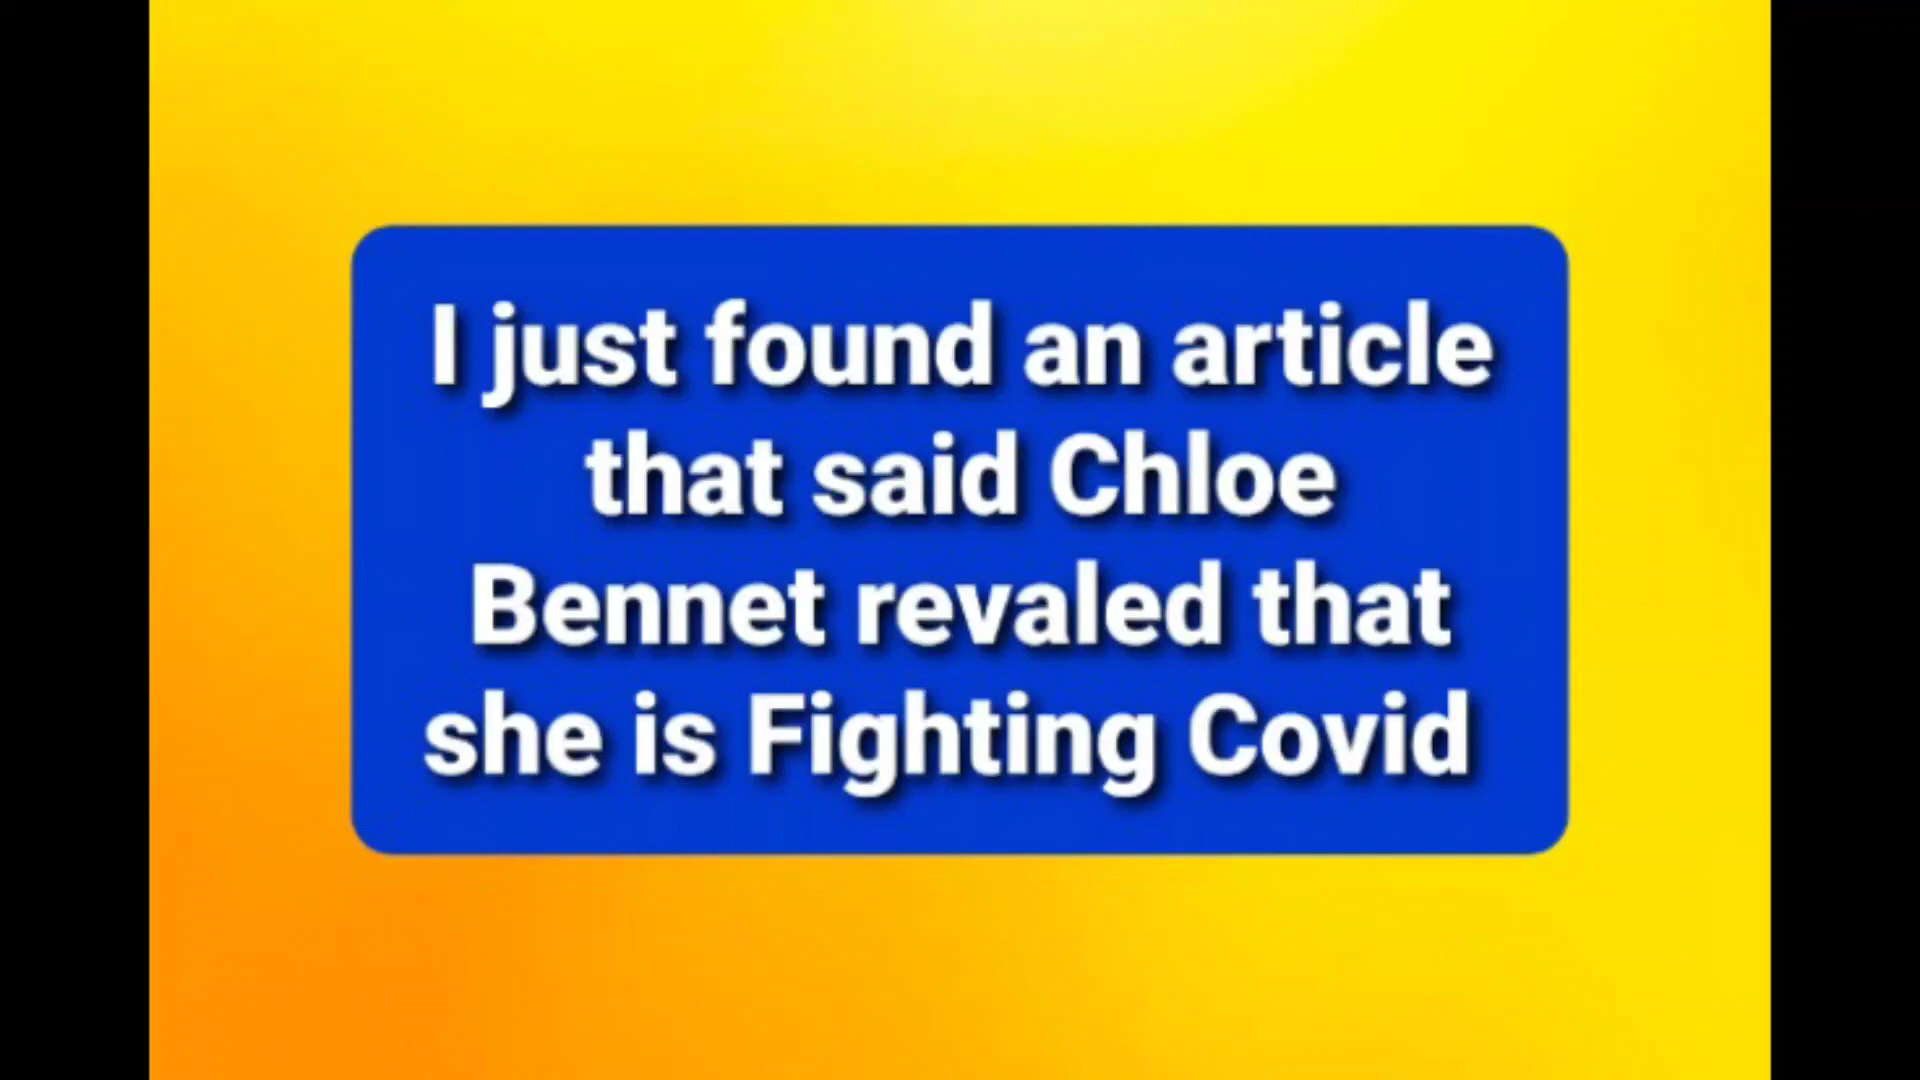 I just found an article
that said Chloe
Bennet revaled that
she is Fighting Covid